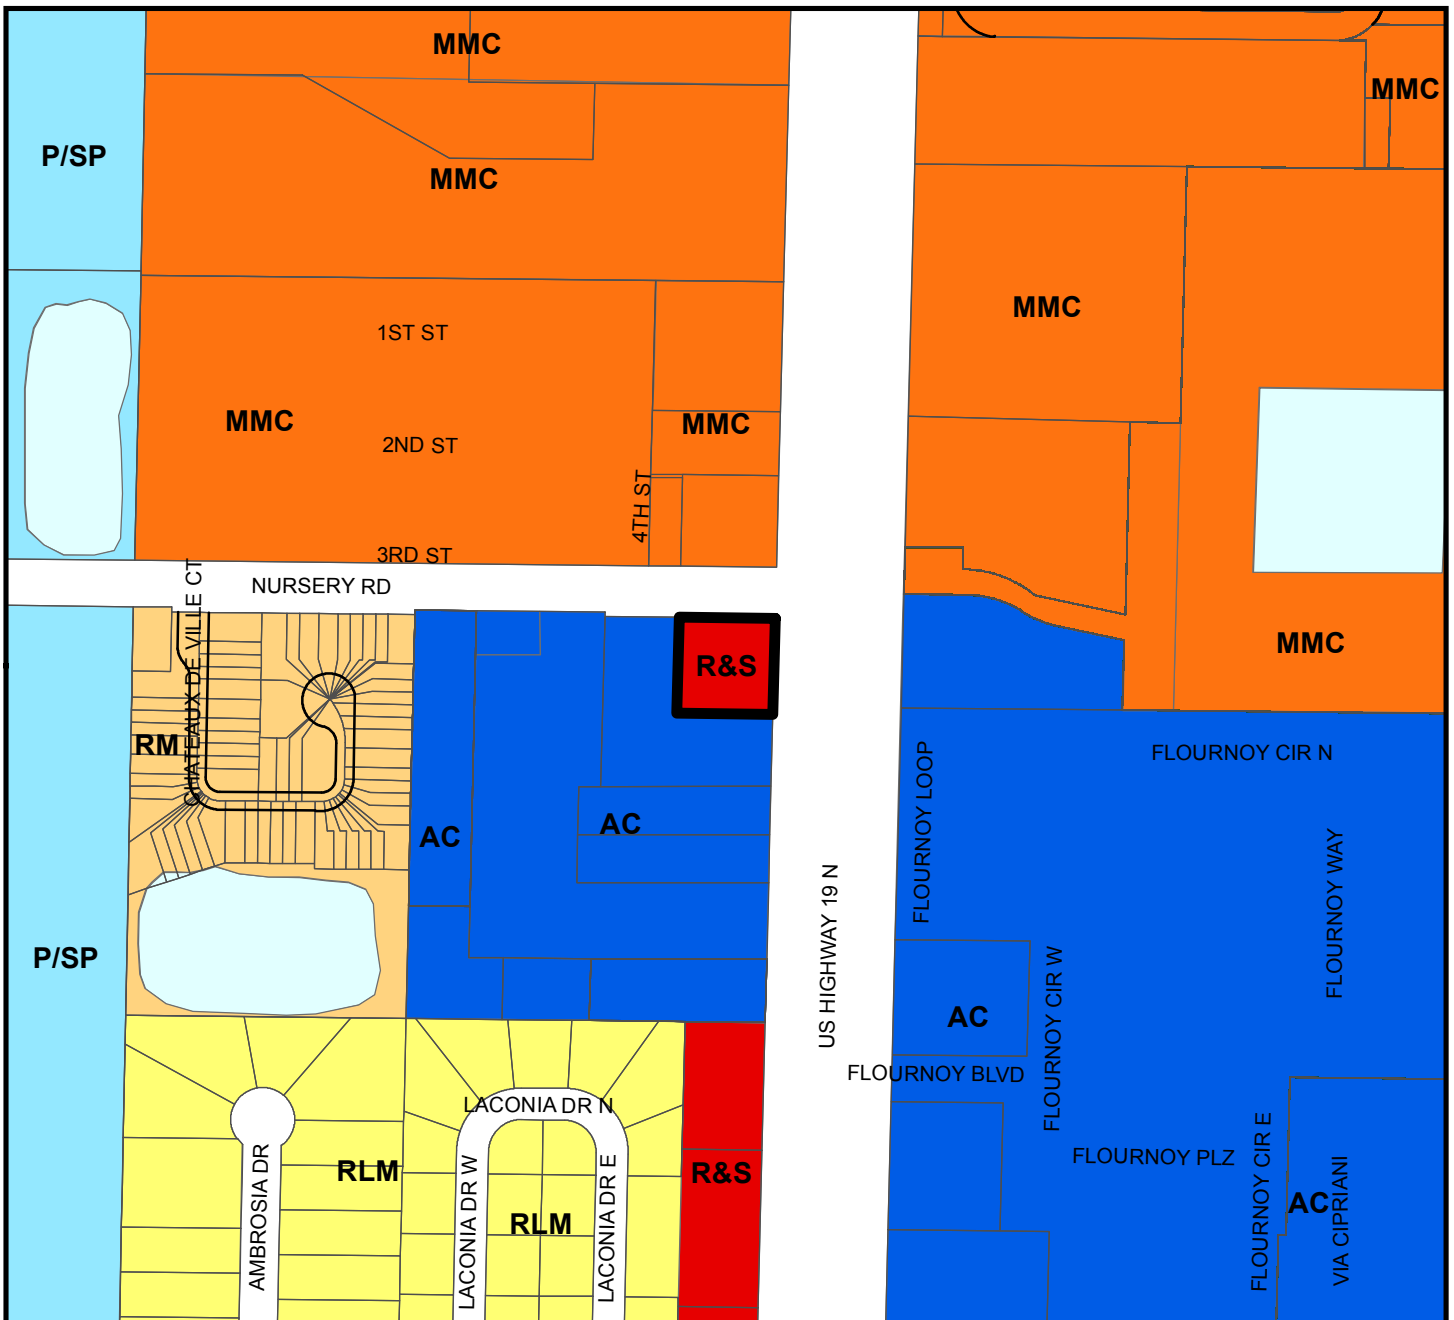 MMC
MMC
P/SP
MMC
MMC
1ST ST
MMC
MMC
2ND ST
4TH ST
3RD ST
NURSERY RD
CHATEAUX DE VILLE CT
MMC
R&S
RM
FLOURNOY CIR N
FLOURNOY LOOP
AC
AC
FLOURNOY WAY
US HIGHWAY 19 N
P/SP
AC
FLOURNOY CIR W
FLOURNOY BLVD
LACONIA DR N
FLOURNOY PLZ
RLM
R&S
AMBROSIA DR
LACONIA DR W
LACONIA DR E
RLM
FLOURNOY CIR E
AC
VIA CIPRIANI